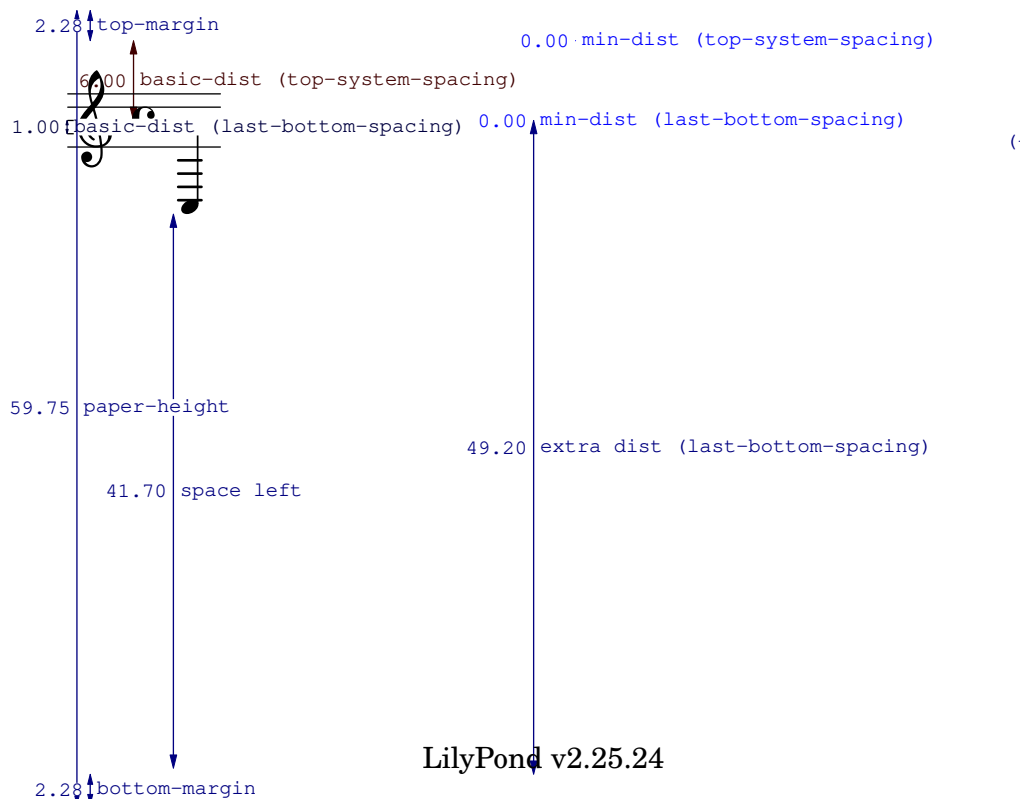 2.28 top-margin
0.00 min-dist (top-system-spacing)
6.00 basic-dist (top-system-spacing)
1.00 basic-dist (last-bottom-spacing)
0.00 min-dist (last-bottom-spacing)
(
59.75 paper-height
49.20 extra dist (last-bottom-spacing)
41.70 space left
LilyPond v2.25.24
2.28 bottom-margin